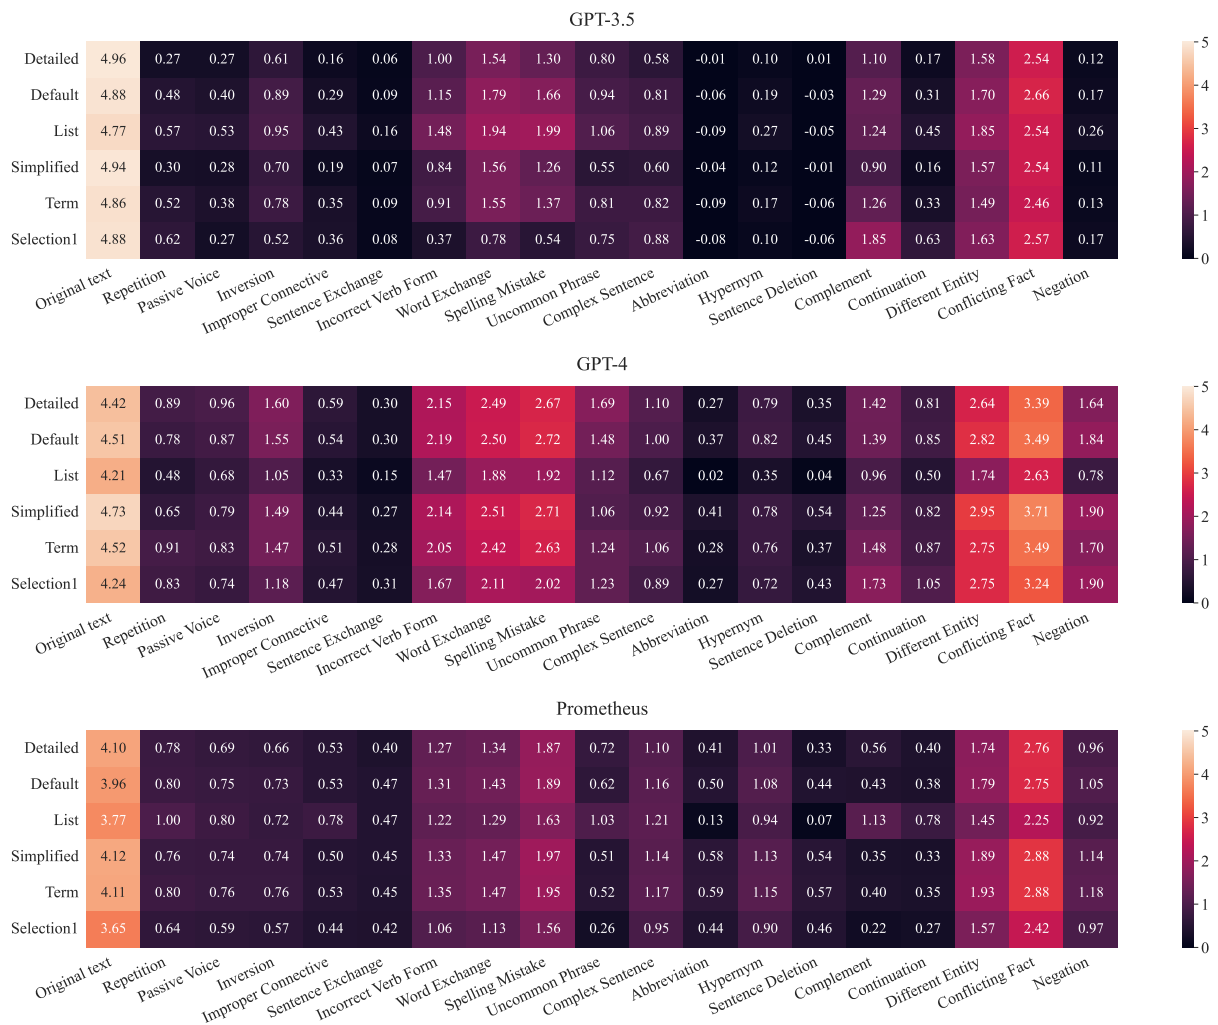 GPT-3.5
Detailed 4.96 0.27 0.27 0.61 0.16 0.06 1.00 1.54 1.30 0.80 0.58 -0.01 0.10 0.01 1.10 0.17 1.58 2.54 0.12
Default 4.88 0.48 0.40 0.89 0.29 0.09 1.15 1.79 1.66 0.94 0.81 -0.06 0.19 -0.03 1.29 0.31 1.70 2.66 0.17
List 4.77 0.57 0.53 0.95 0.43 0.16 1.48 1.94 1.99 1.06 0.89 -0.09 0.27 -0.05 1.24 0.45 1.85 2.54 0.26
Simplified 4.94 0.30 0.28 0.70 0.19 0.07 0.84 1.56 1.26 0.55 0.60 -0.04 0.12 -0.01 0.90 0.16 1.57 2.54 0.11
Term 4.86 0.52 0.38 0.78 0.35 0.09 0.91 1.55 1.37 0.81 0.82 -0.09 0.17 -0.06 1.26 0.33 1.49 2.46 0.13
Selection1 4.88 0.62 0.27 0.52 0.36 0.08 0.37 0.78 0.54 0.75 0.88 -0.08 0.10 -0.06 1.85 0.63 1.63 2.57 0.17
Original text Repetition Passive Voice Inversion Improper Connective Sentence Exchange Incorrect Verb Form Word Exchange Spelling Mistake Uncommon Phrase Complex Sentence Abbreviation Hypernym Sentence Deletion Complement Continuation Different Entity Conflicting Fact Negation
5
4
3
2
1
0
GPT-4
Detailed 4.42 0.89 0.96 1.60 0.59 0.30 2.15 2.49 2.67 1.69 1.10 0.27 0.79 0.35 1.42 0.81 2.64 3.39 1.64
Default 4.51 0.78 0.87 1.55 0.54 0.30 2.19 2.50 2.72 1.48 1.00 0.37 0.82 0.45 1.39 0.85 2.82 3.49 1.84
List 4.21 0.48 0.68 1.05 0.33 0.15 1.47 1.88 1.92 1.12 0.67 0.02 0.35 0.04 0.96 0.50 1.74 2.63 0.78
Simplified 4.73 0.65 0.79 1.49 0.44 0.27 2.14 2.51 2.71 1.06 0.92 0.41 0.78 0.54 1.25 0.82 2.95 3.71 1.90
Term 4.52 0.91 0.83 1.47 0.51 0.28 2.05 2.42 2.63 1.24 1.06 0.28 0.76 0.37 1.48 0.87 2.75 3.49 1.70
Selection1 4.24 0.83 0.74 1.18 0.47 0.31 1.67 2.11 2.02 1.23 0.89 0.27 0.72 0.43 1.73 1.05 2.75 3.24 1.90
Original text Repetition Passive Voice Inversion Improper Connective Sentence Exchange Incorrect Verb Form Word Exchange Spelling Mistake Uncommon Phrase Complex Sentence Abbreviation Hypernym Sentence Deletion Complement Continuation Different Entity Conflicting Fact Negation
5
4
3
2
1
0
Prometheus
Detailed 4.10 0.78 0.69 0.66 0.53 0.40 1.27 1.34 1.87 0.72 1.10 0.41 1.01 0.33 0.56 0.40 1.74 2.76 0.96
Default 3.96 0.80 0.75 0.73 0.53 0.47 1.31 1.43 1.89 0.62 1.16 0.50 1.08 0.44 0.43 0.38 1.79 2.75 1.05
List 3.77 1.00 0.80 0.72 0.78 0.47 1.22 1.29 1.63 1.03 1.21 0.13 0.94 0.07 1.13 0.78 1.45 2.25 0.92
Simplified 4.12 0.76 0.74 0.74 0.50 0.45 1.33 1.47 1.97 0.51 1.14 0.58 1.13 0.54 0.35 0.33 1.89 2.88 1.14
Term 4.11 0.80 0.76 0.76 0.53 0.45 1.35 1.47 1.95 0.52 1.17 0.59 1.15 0.57 0.40 0.35 1.93 2.88 1.18
Selection1 3.65 0.64 0.59 0.57 0.44 0.42 1.06 1.13 1.56 0.26 0.95 0.44 0.90 0.46 0.22 0.27 1.57 2.42 0.97
Original text Repetition Passive Voice Inversion Improper Connective Sentence Exchange Incorrect Verb Form Word Exchange Spelling Mistake Uncommon Phrase Complex Sentence Abbreviation Hypernym Sentence Deletion Complement Continuation Different Entity Conflicting Fact Negation
5
4
3
2
1
0